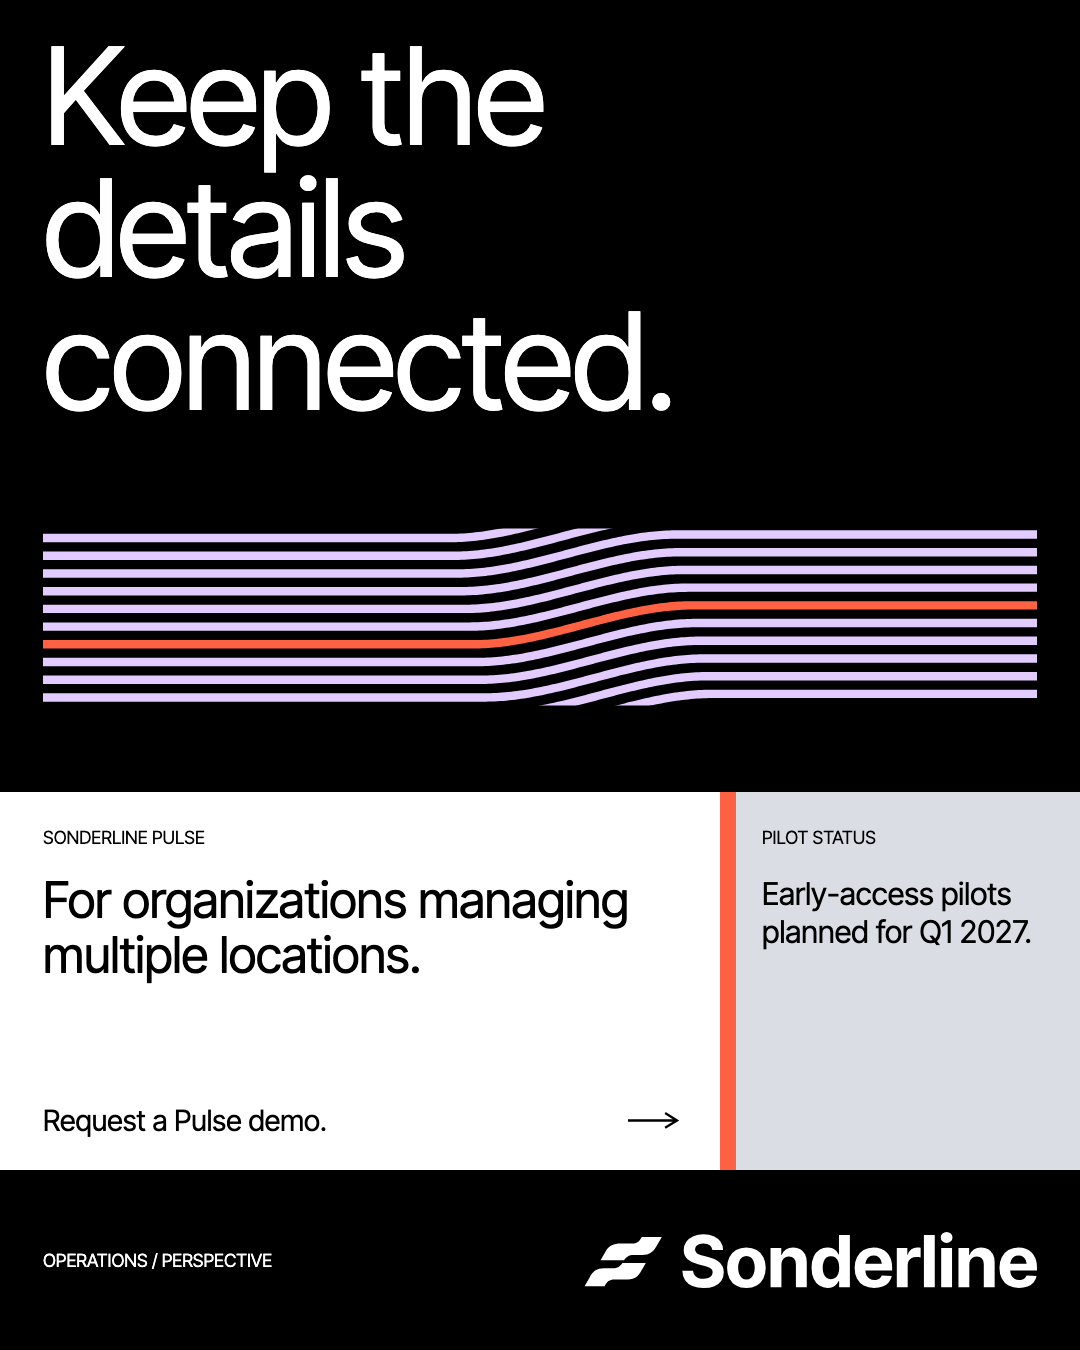 Keep the
details
connected.
SONDERLINE PULSE
For organizations managing
multiple locations.
Request a Pulse demo.
PILOT STATUS
Early-access pilots
planned for Q1 2027.
OPERATIONS / PERSPECTIVE
Sonderline